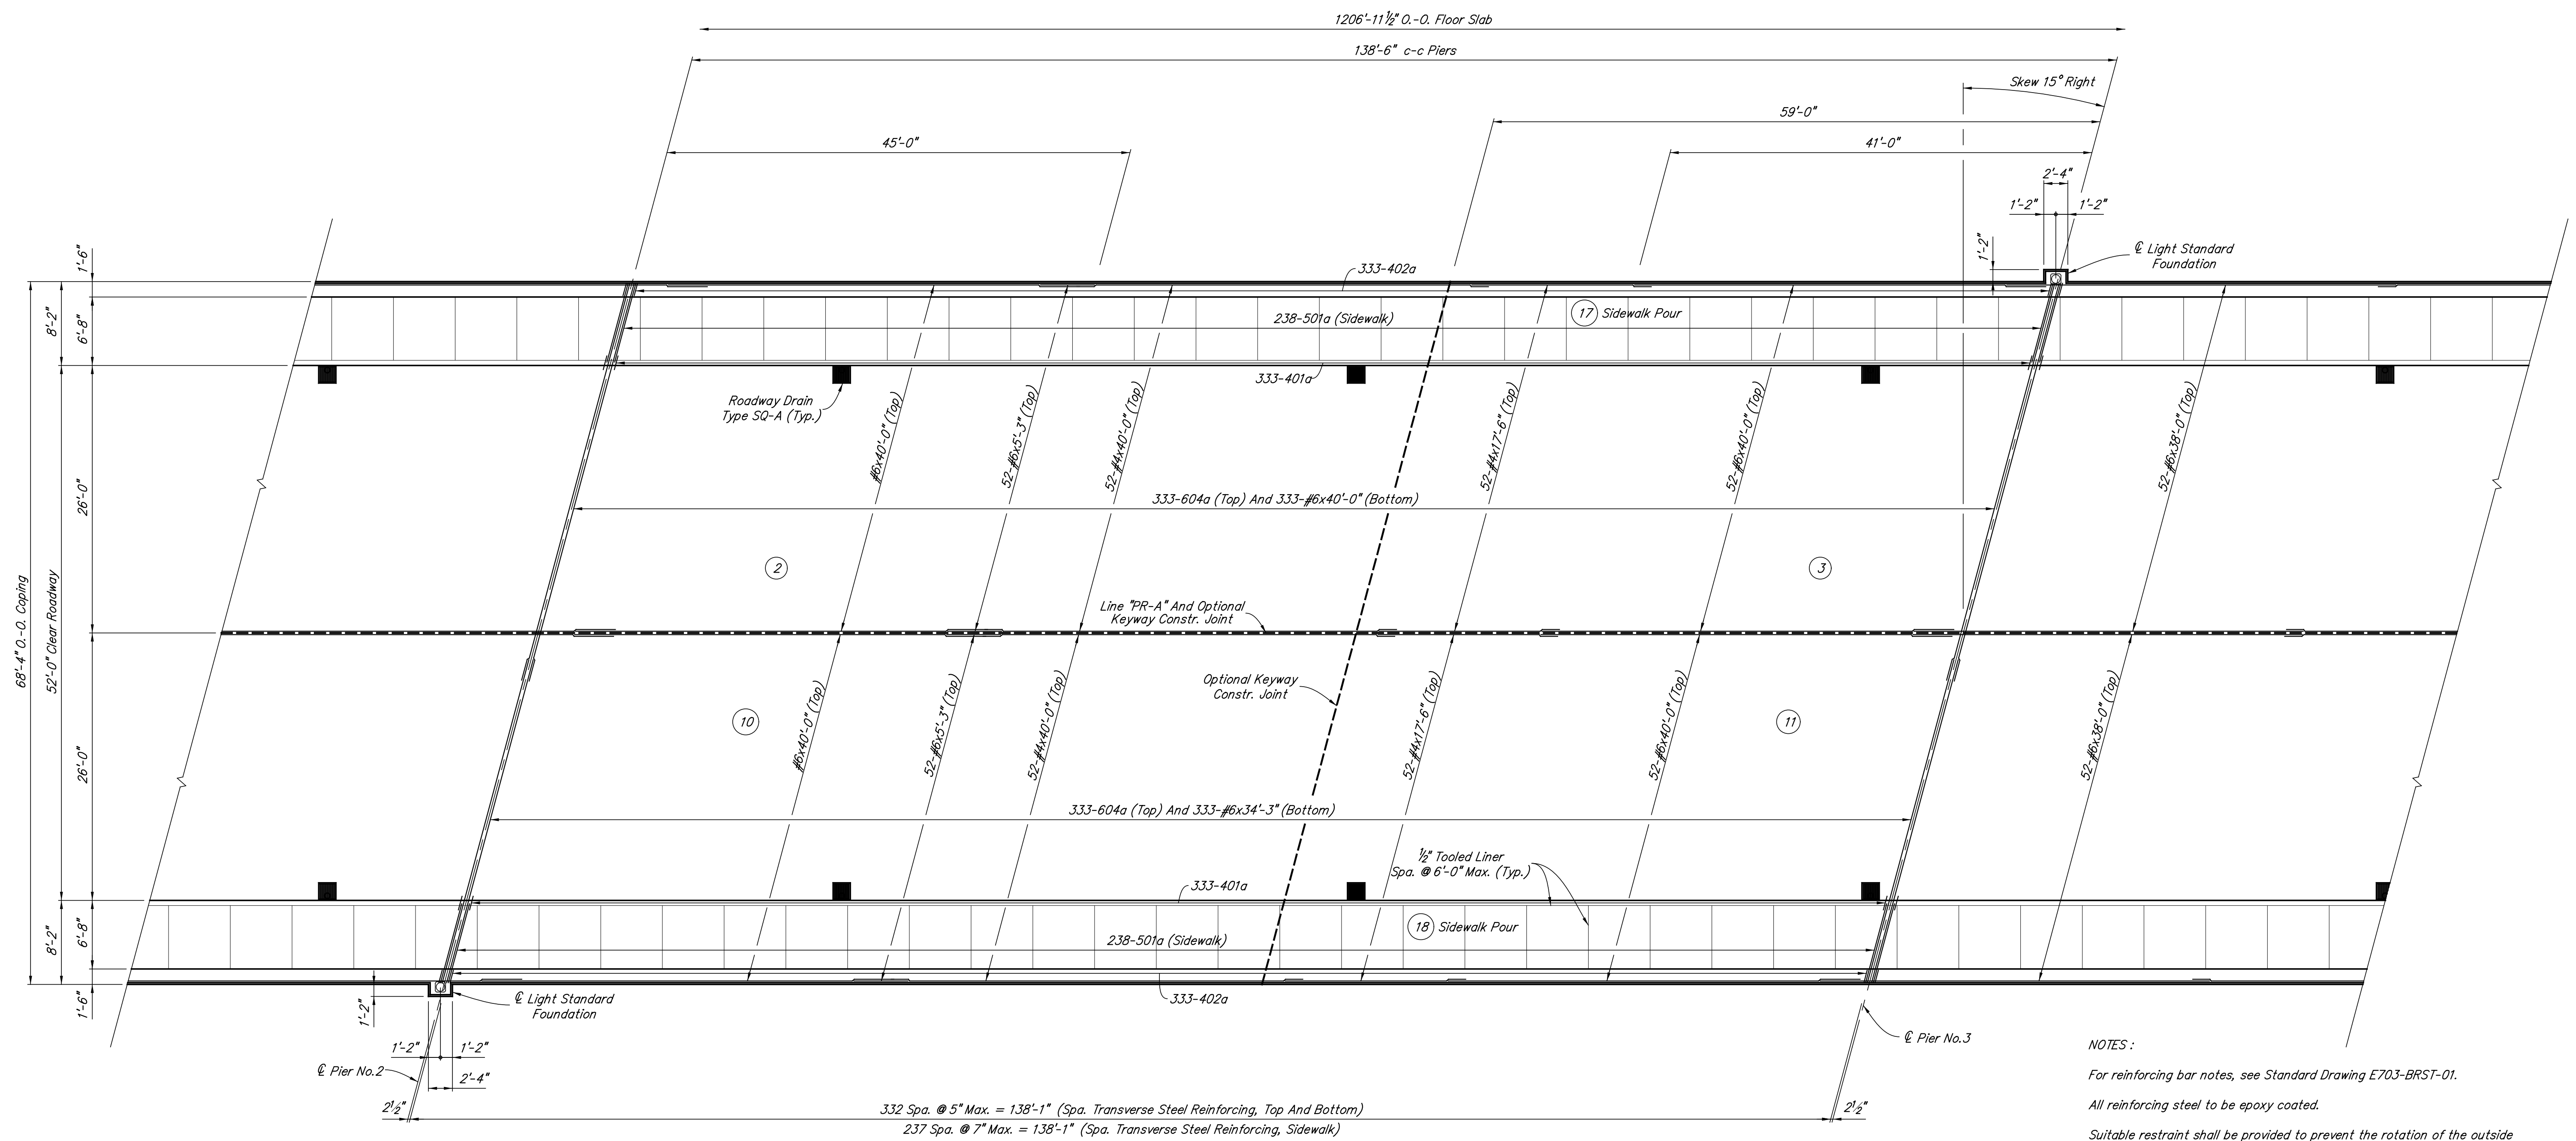 1206'-11½" O.-O. Floor Slab
138'-6" c-c Piers
Skew 15° Right
59'-0"
45'-0"
41'-0"
2'-4"
1'-2"
1'-2"
1'-2"
℄ Light Standard
Foundation
1'-6"
333-402a
8'-2"
6'-8"
238-501a (Sidewalk)
17 Sidewalk Pour
333-401a
Roadway Drain
Type SQ-A (Typ.)
#6x40'-0" (Top)
52-#6x5'-3" (Top)
52-#4x40'-0" (Top)
52-#4x17'-6" (Top)
52-#6x40'-0" (Top)
52-#6x38'-0" (Top)
26'-0"
333-604a (Top) And 333-#6x40'-0" (Bottom)
2
3
68'-4" O.-O. Coping
52'-0" Clear Roadway
Line "PR-A" And Optional
Keyway Constr. Joint
Optional Keyway
Constr. Joint
10
11
#6x40'-0" (Top)
52-#6x5'-3" (Top)
52-#4x40'-0" (Top)
52-#4x17'-6" (Top)
52-#6x40'-0" (Top)
52-#6x38'-0" (Top)
26'-0"
333-604a (Top) And 333-#6x34'-3" (Bottom)
½" Tooled Liner
Spa. @ 6'-0" Max. (Typ.)
333-401a
8'-2"
6'-8"
18 Sidewalk Pour
238-501a (Sidewalk)
1'-6"
1'-2"
℄ Light Standard
Foundation
333-402a
1'-2"
1'-2"
℄ Pier No.2
2'-4"
℄ Pier No.3
2½"
332 Spa. @ 5" Max. = 138'-1" (Spa. Transverse Steel Reinforcing, Top And Bottom)
2½"
237 Spa. @ 7" Max. = 138'-1" (Spa. Transverse Steel Reinforcing, Sidewalk)
NOTES :
For reinforcing bar notes, see Standard Drawing E703-BRST-01.
All reinforcing steel to be epoxy coated.
Suitable restraint shall be provided to prevent the rotation of the outside